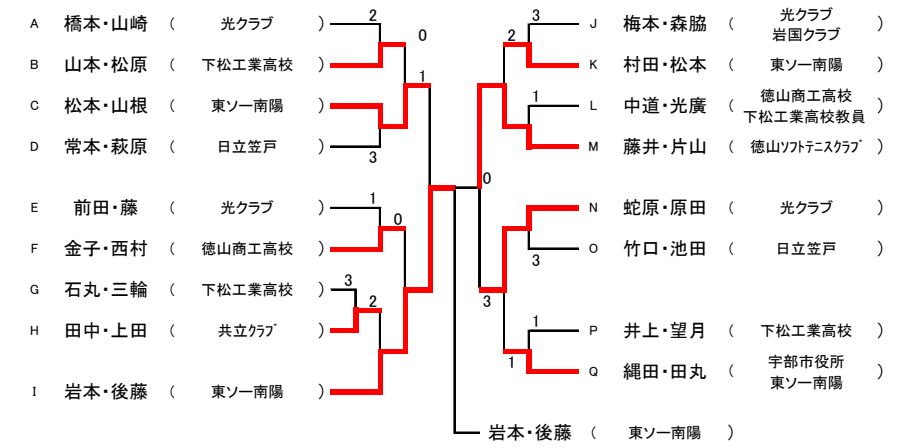 A 橋本・山崎 （ 光クラブ ） 2
0
B 山本・松原 （ 下松工業高校 ）
1
C 松本・山根 （ 東ソー南陽 ）
D 常本・萩原 （ 日立笠戸 ） 3
E 前田・藤 （ 光クラブ ） 1
0
F 金子・西村 （ 徳山商工高校 ）
G 石丸・三輪 （ 下松工業高校 ） 3
2
H 田中・上田 （ 共立クラブ ）
I 岩本・後藤 （ 東ソー南陽 ）
3 J 梅本・森脇 （ 光クラブ
岩国クラブ ）
2
K 村田・松本 （ 東ソー南陽 ）
1 L 中道・光廣 （ 徳山商工高校
下松工業高校教員 ）
M 藤井・片山 （ 徳山ソフトテニスクラブ ）
0
N 蛇原・原田 （ 光クラブ ）
3 O 竹口・池田 （ 日立笠戸 ）
3
1 P 井上・望月 （ 下松工業高校 ）
1
Q 縄田・田丸 （ 宇部市役所
東ソー南陽 ）
岩本・後藤 （ 東ソー南陽 ）